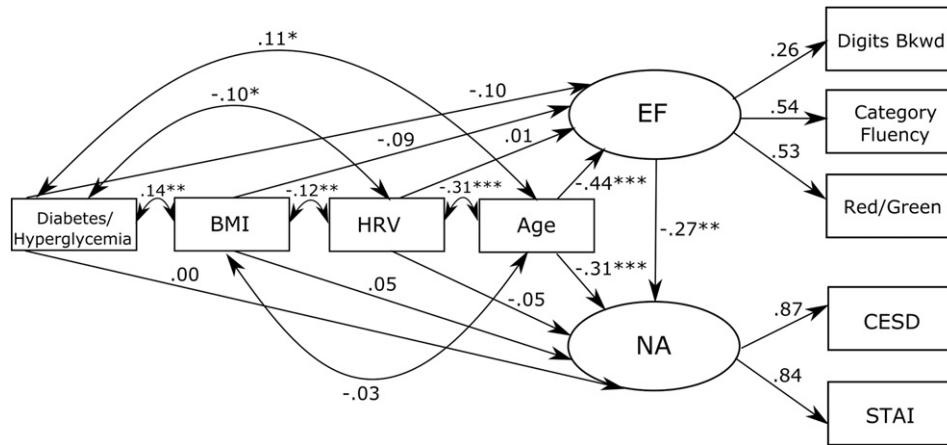 .11*
Digits Bkwd
.26
-.10
-.10*
EF
.54
Category
Fluency
-.09
.01
.53
.14**
-.12**
-.31***
-.44***
Red/Green
Diabetes/
Hyperglycemia
BMI
HRV
Age
-.27**
.00
.05
-.05
-.31***
.87
CESD
NA
.84
-.03
STAI